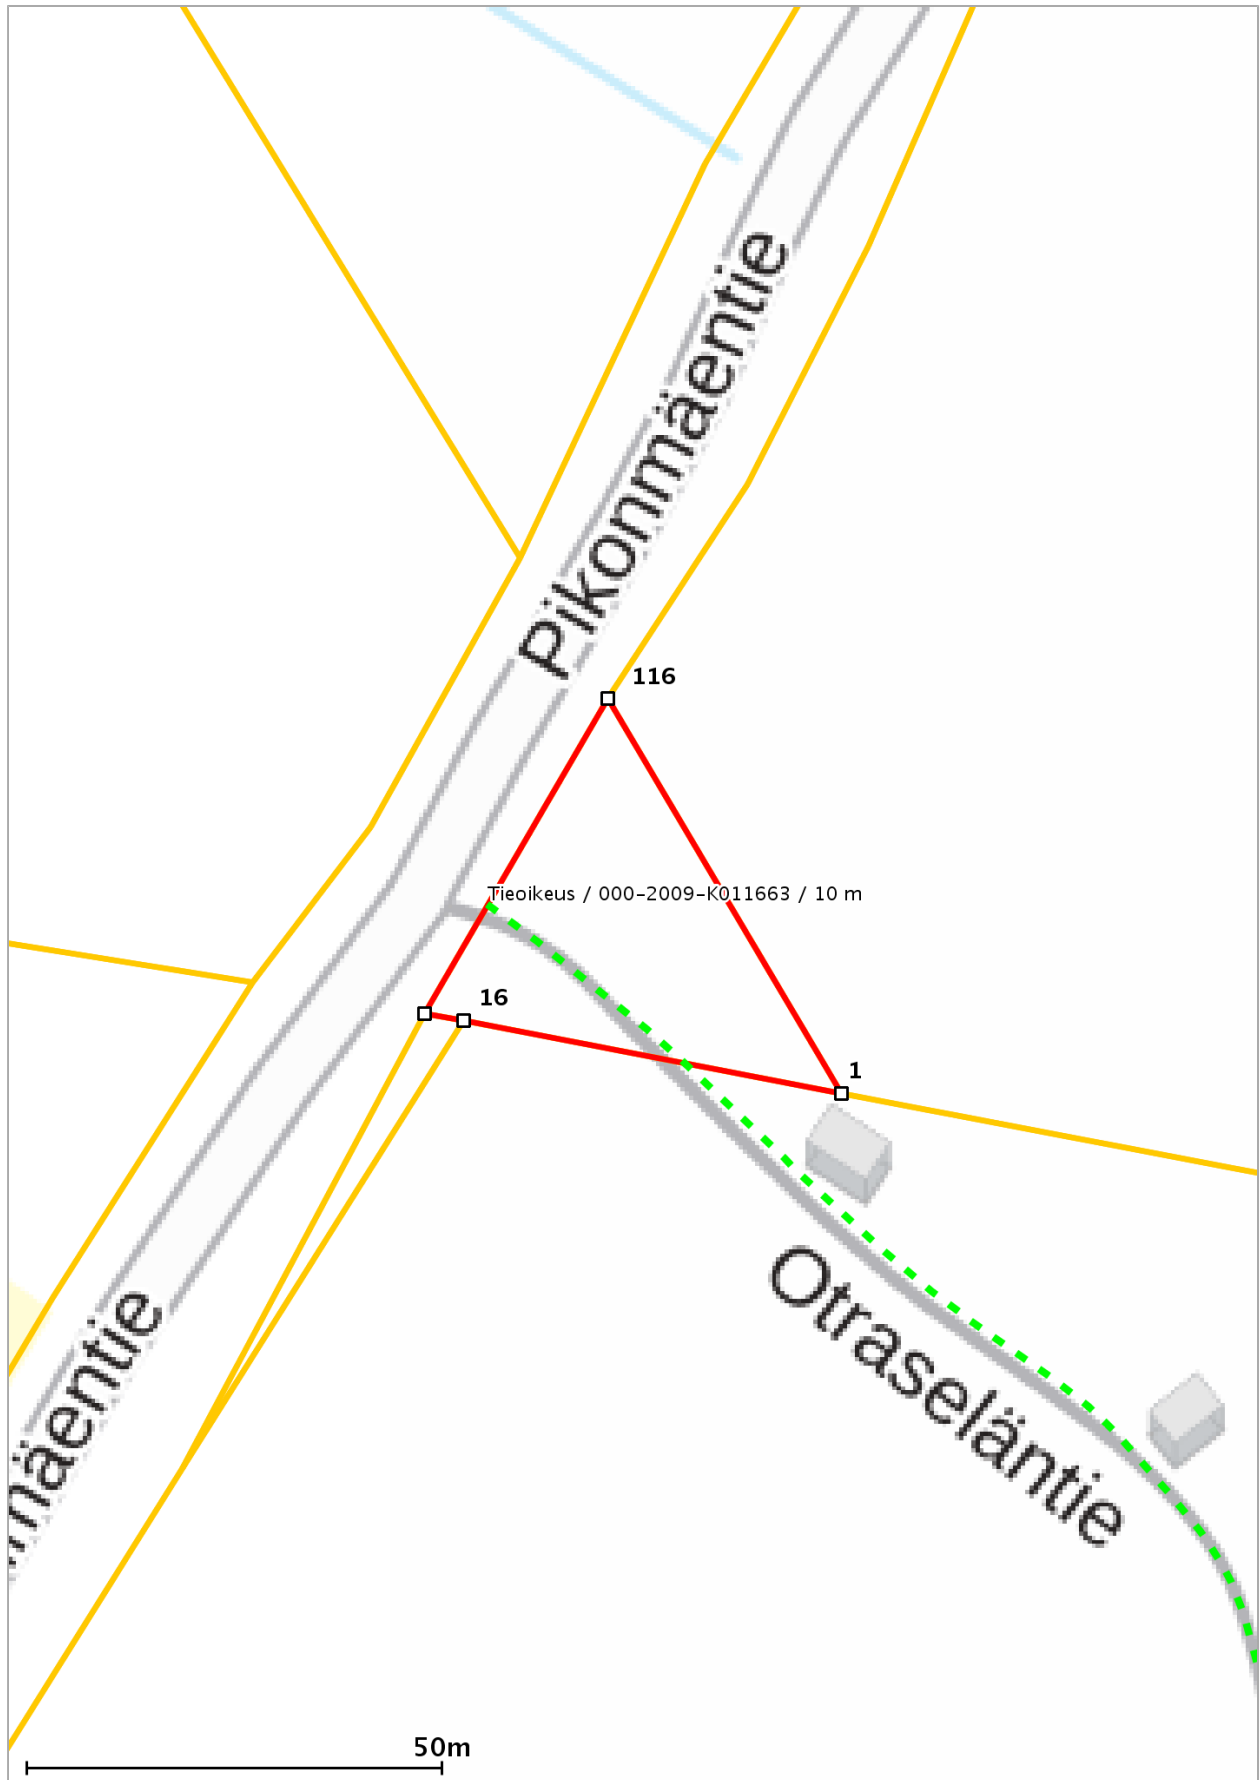 Pikonmäentie
116
Tieoikeus / 000-2009-K011663 / 10 m
16
1
Otraseläntie
mäentie
50m